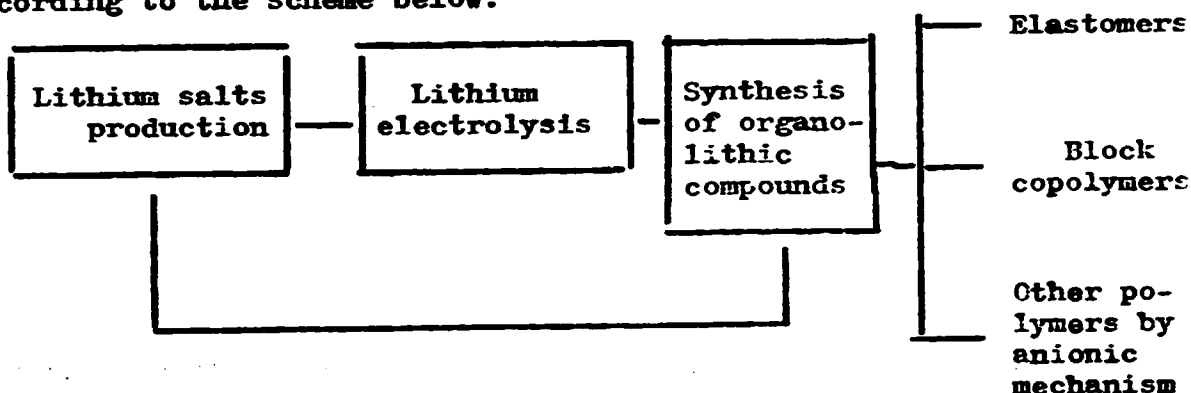 cording to the scheme below.
Lithium salts
production
Lithium
electrolysis
Synthesis
of organo-
lithic
compounds
Elastomers
Block
copolymers
Other po-
lymers by
anionic
mechanism